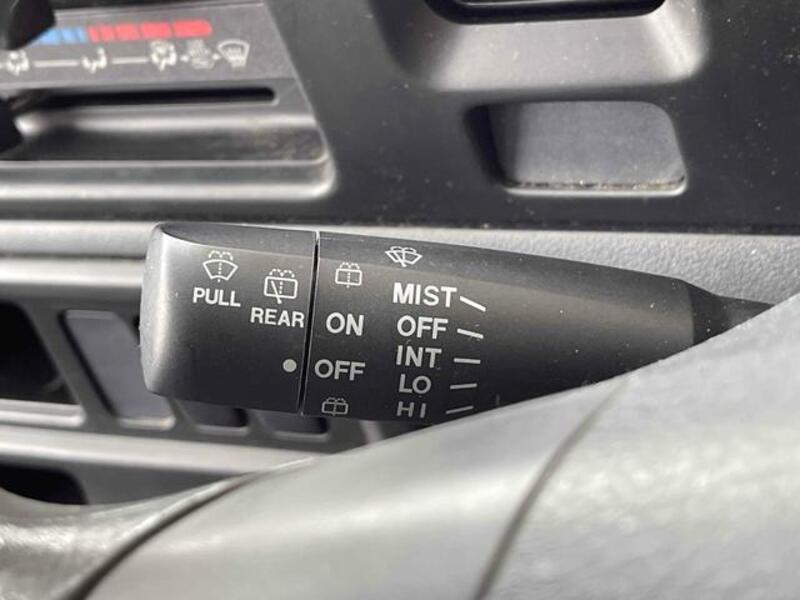 PULL
REAR
ON
OFF
MIST
OFF
INT
LO
HI